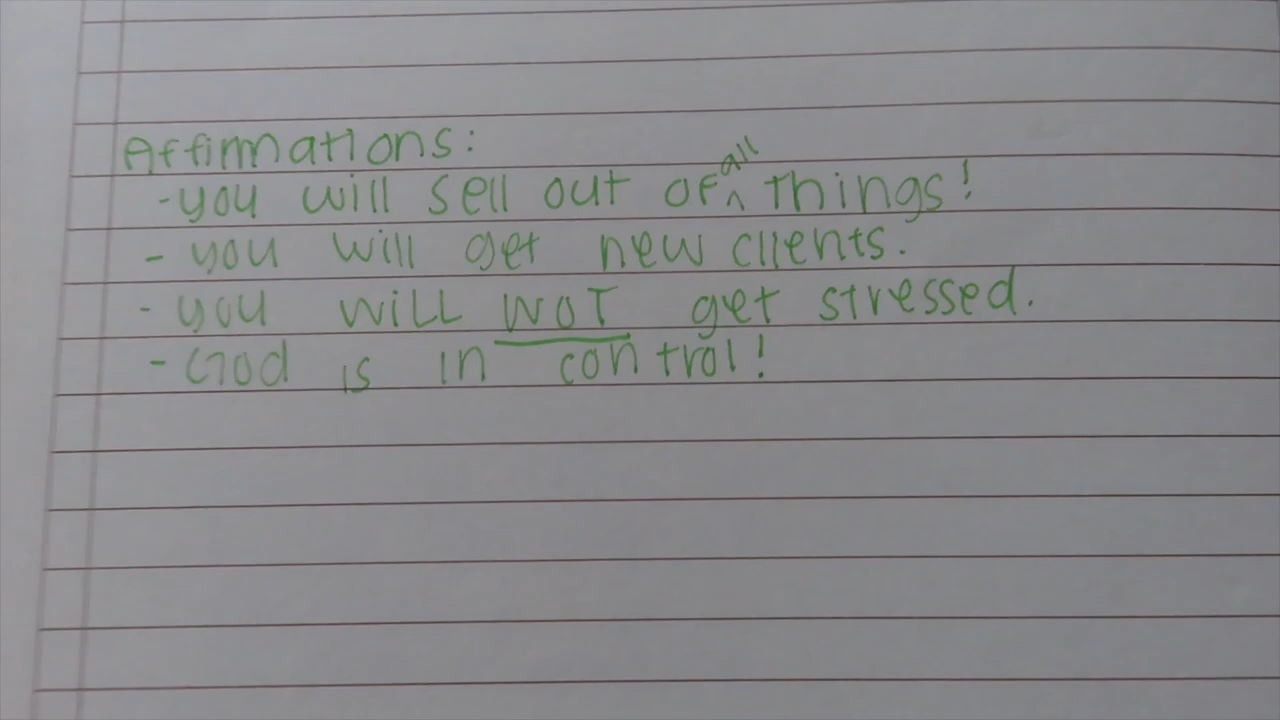 Affirmations:
- you will sell out of all things!
- you will get new clients.
- you will NOT get stressed.
- God is in control!